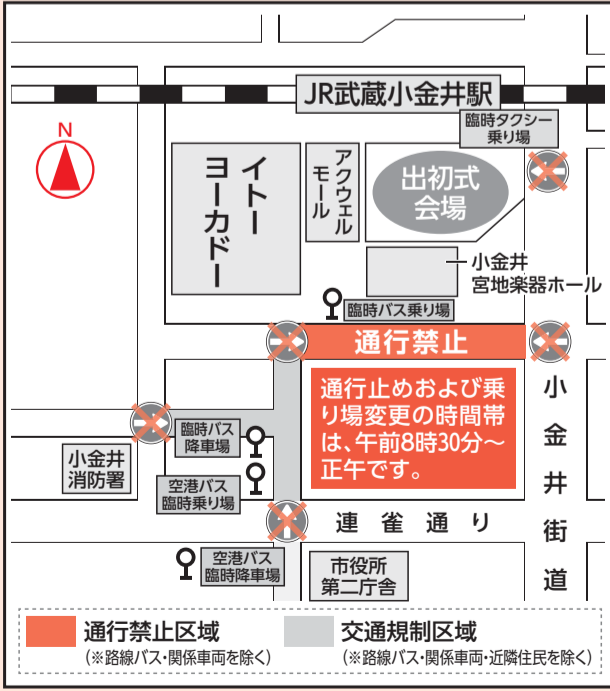 JR武蔵小金井駅
臨時タクシー
乗り場
N
イトー
ヨーカドー
アクウェル
モール
出初式
会場
小金井
宮地楽器ホール
臨時バス乗り場
通行禁止
通行止めおよび乗
り場変更の時間帯
は、午前8時30分～
正午です。
小金井街道
臨時バス
降車場
小金井
消防署
空港バス
臨時乗り場
連雀通り
空港バス
臨時降車場
市役所
第二庁舎
通行禁止区域
(※路線バス・関係車両を除く)
交通規制区域
(※路線バス・関係車両・近隣住民を除く)